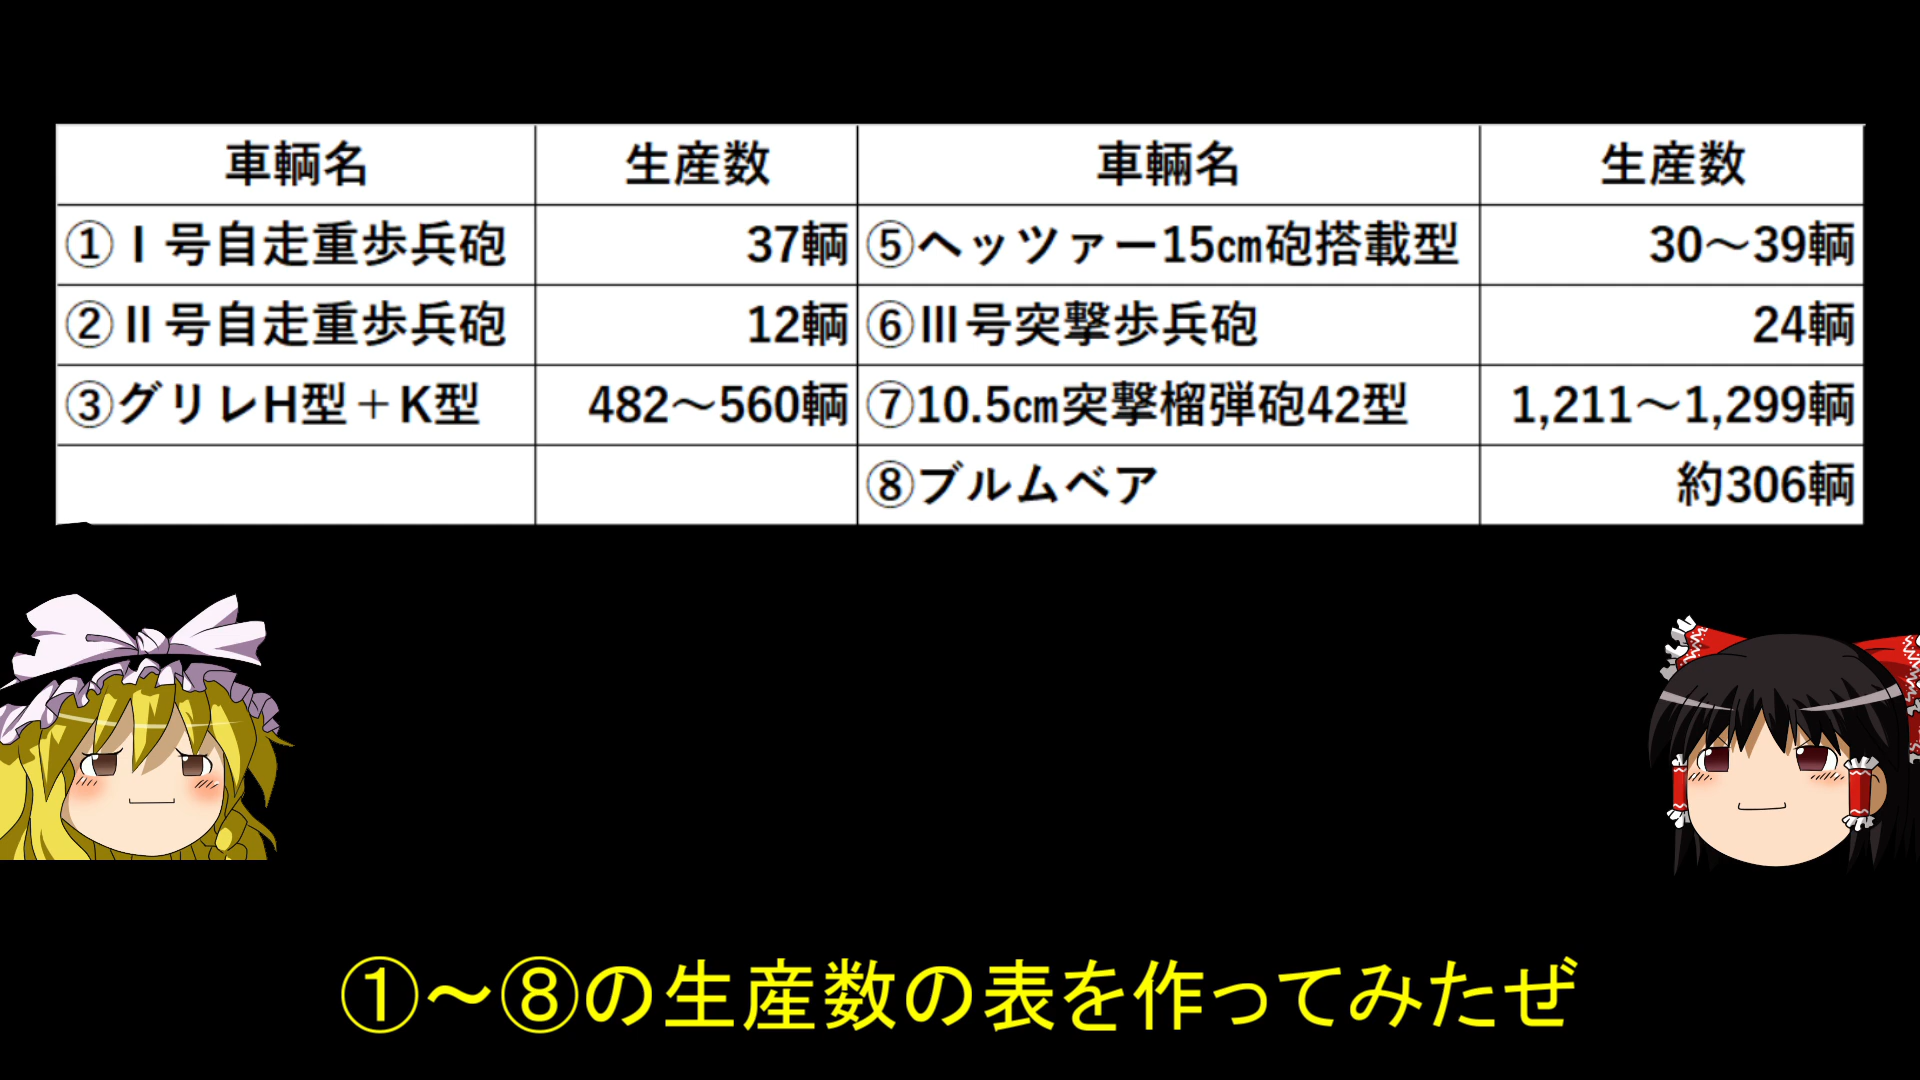 車輌名 生産数 車輛名 生産数
①Ⅰ号自走重歩兵砲 37輌 ⑤ヘッツァー15㎝砲搭載型 30～39輌
②Ⅱ号自走重歩兵砲 12輌 ⑥Ⅲ号突撃歩兵砲 24輌
③グリレH型＋K型 482～560輌 ⑦10.5㎝突撃榴弾砲42型 1,211～1,299輌
⑧ブルムベア 約306輌
①～⑧の生産数の表を作ってみたぜ